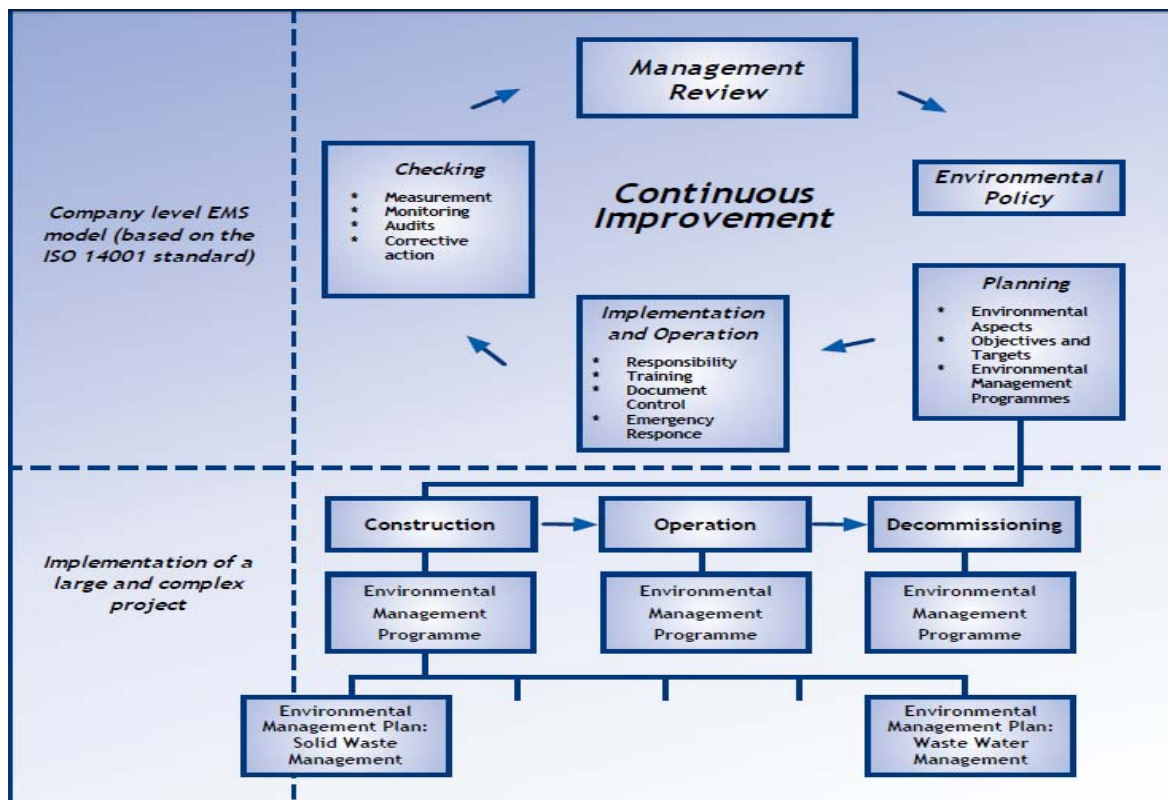 Management
Review
Checking
* Measurement
* Monitoring
* Audits
* Corrective
action
Continuous
Improvement
Environmental
Policy
Company level EMS
model (based on the
ISO 14001 standard)
Planning
* Environmental
Aspects
* Objectives and
Targets
* Environmental
Management
Programmes
Implementation
and Operation
* Responsibility
* Training
* Document
Control
* Emergency
Responce
Implementation of a
large and complex
project
Construction
Operation
Decommissioning
Environmental
Management
Programme
Environmental
Management
Programme
Environmental
Management
Programme
Environmental
Management Plan:
Solid Waste
Management
Environmental
Management Plan:
Waste Water
Management